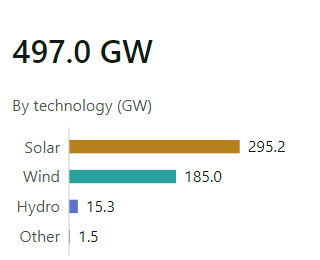 497.0 GW
By technology (GW)
Solar 295.2
Wind 185.0
Hydro 15.3
Other 1.5